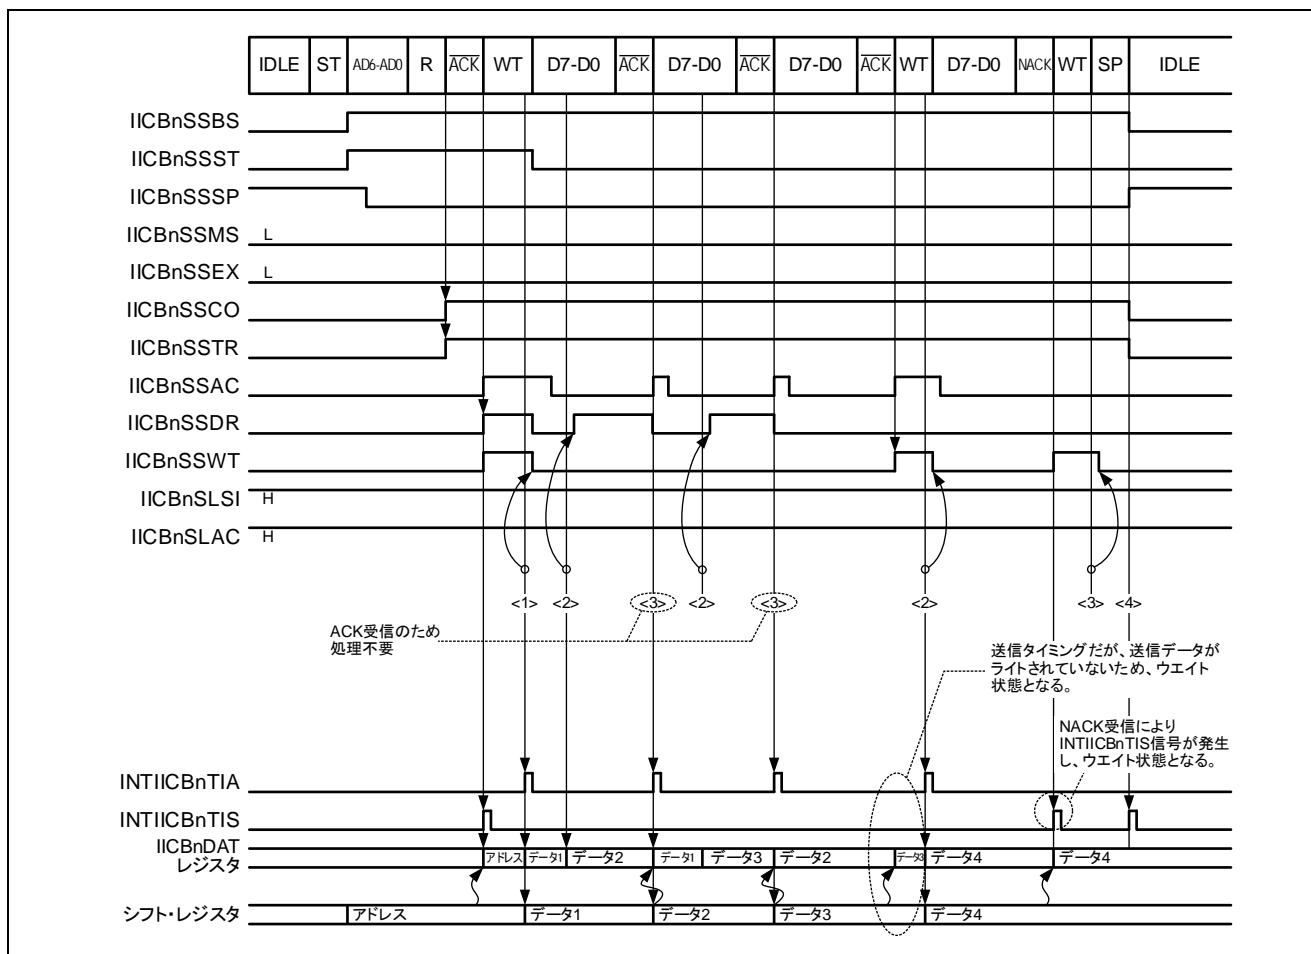 IDLE ST AD6-AD0 R ACK WT D7-D0 ACK D7-D0 ACK D7-D0 ACK WT D7-D0 NACK WT SP IDLE
IICBnSSBS
IICBnSSST
IICBnSSSP
IICBnSSMS L
IICBnSSEX L
IICBnSSCO
IICBnSSTR
IICBnSSAC
IICBnSSDR
IICBnSSWT
IICBnSLSI H
IICBnSLAC H
<1> <2> <3> <2> <3> <2> <3> <4>
ACK受信のため
処理不要
送信タイミングだが、送信データが
ライトされていないため、ウエイト
状態となる。
NACK受信により
INTIICBnTIS信号が発生
し、ウエイト状態となる。
INTIICBnTIA
INTIICBnTIS
IICBnDAT
レジスタ
アドレス データ1 データ2 データ1 データ3 データ2 データ3 データ4 データ4
シフト・レジスタ アドレス データ1 データ2 データ3 データ4